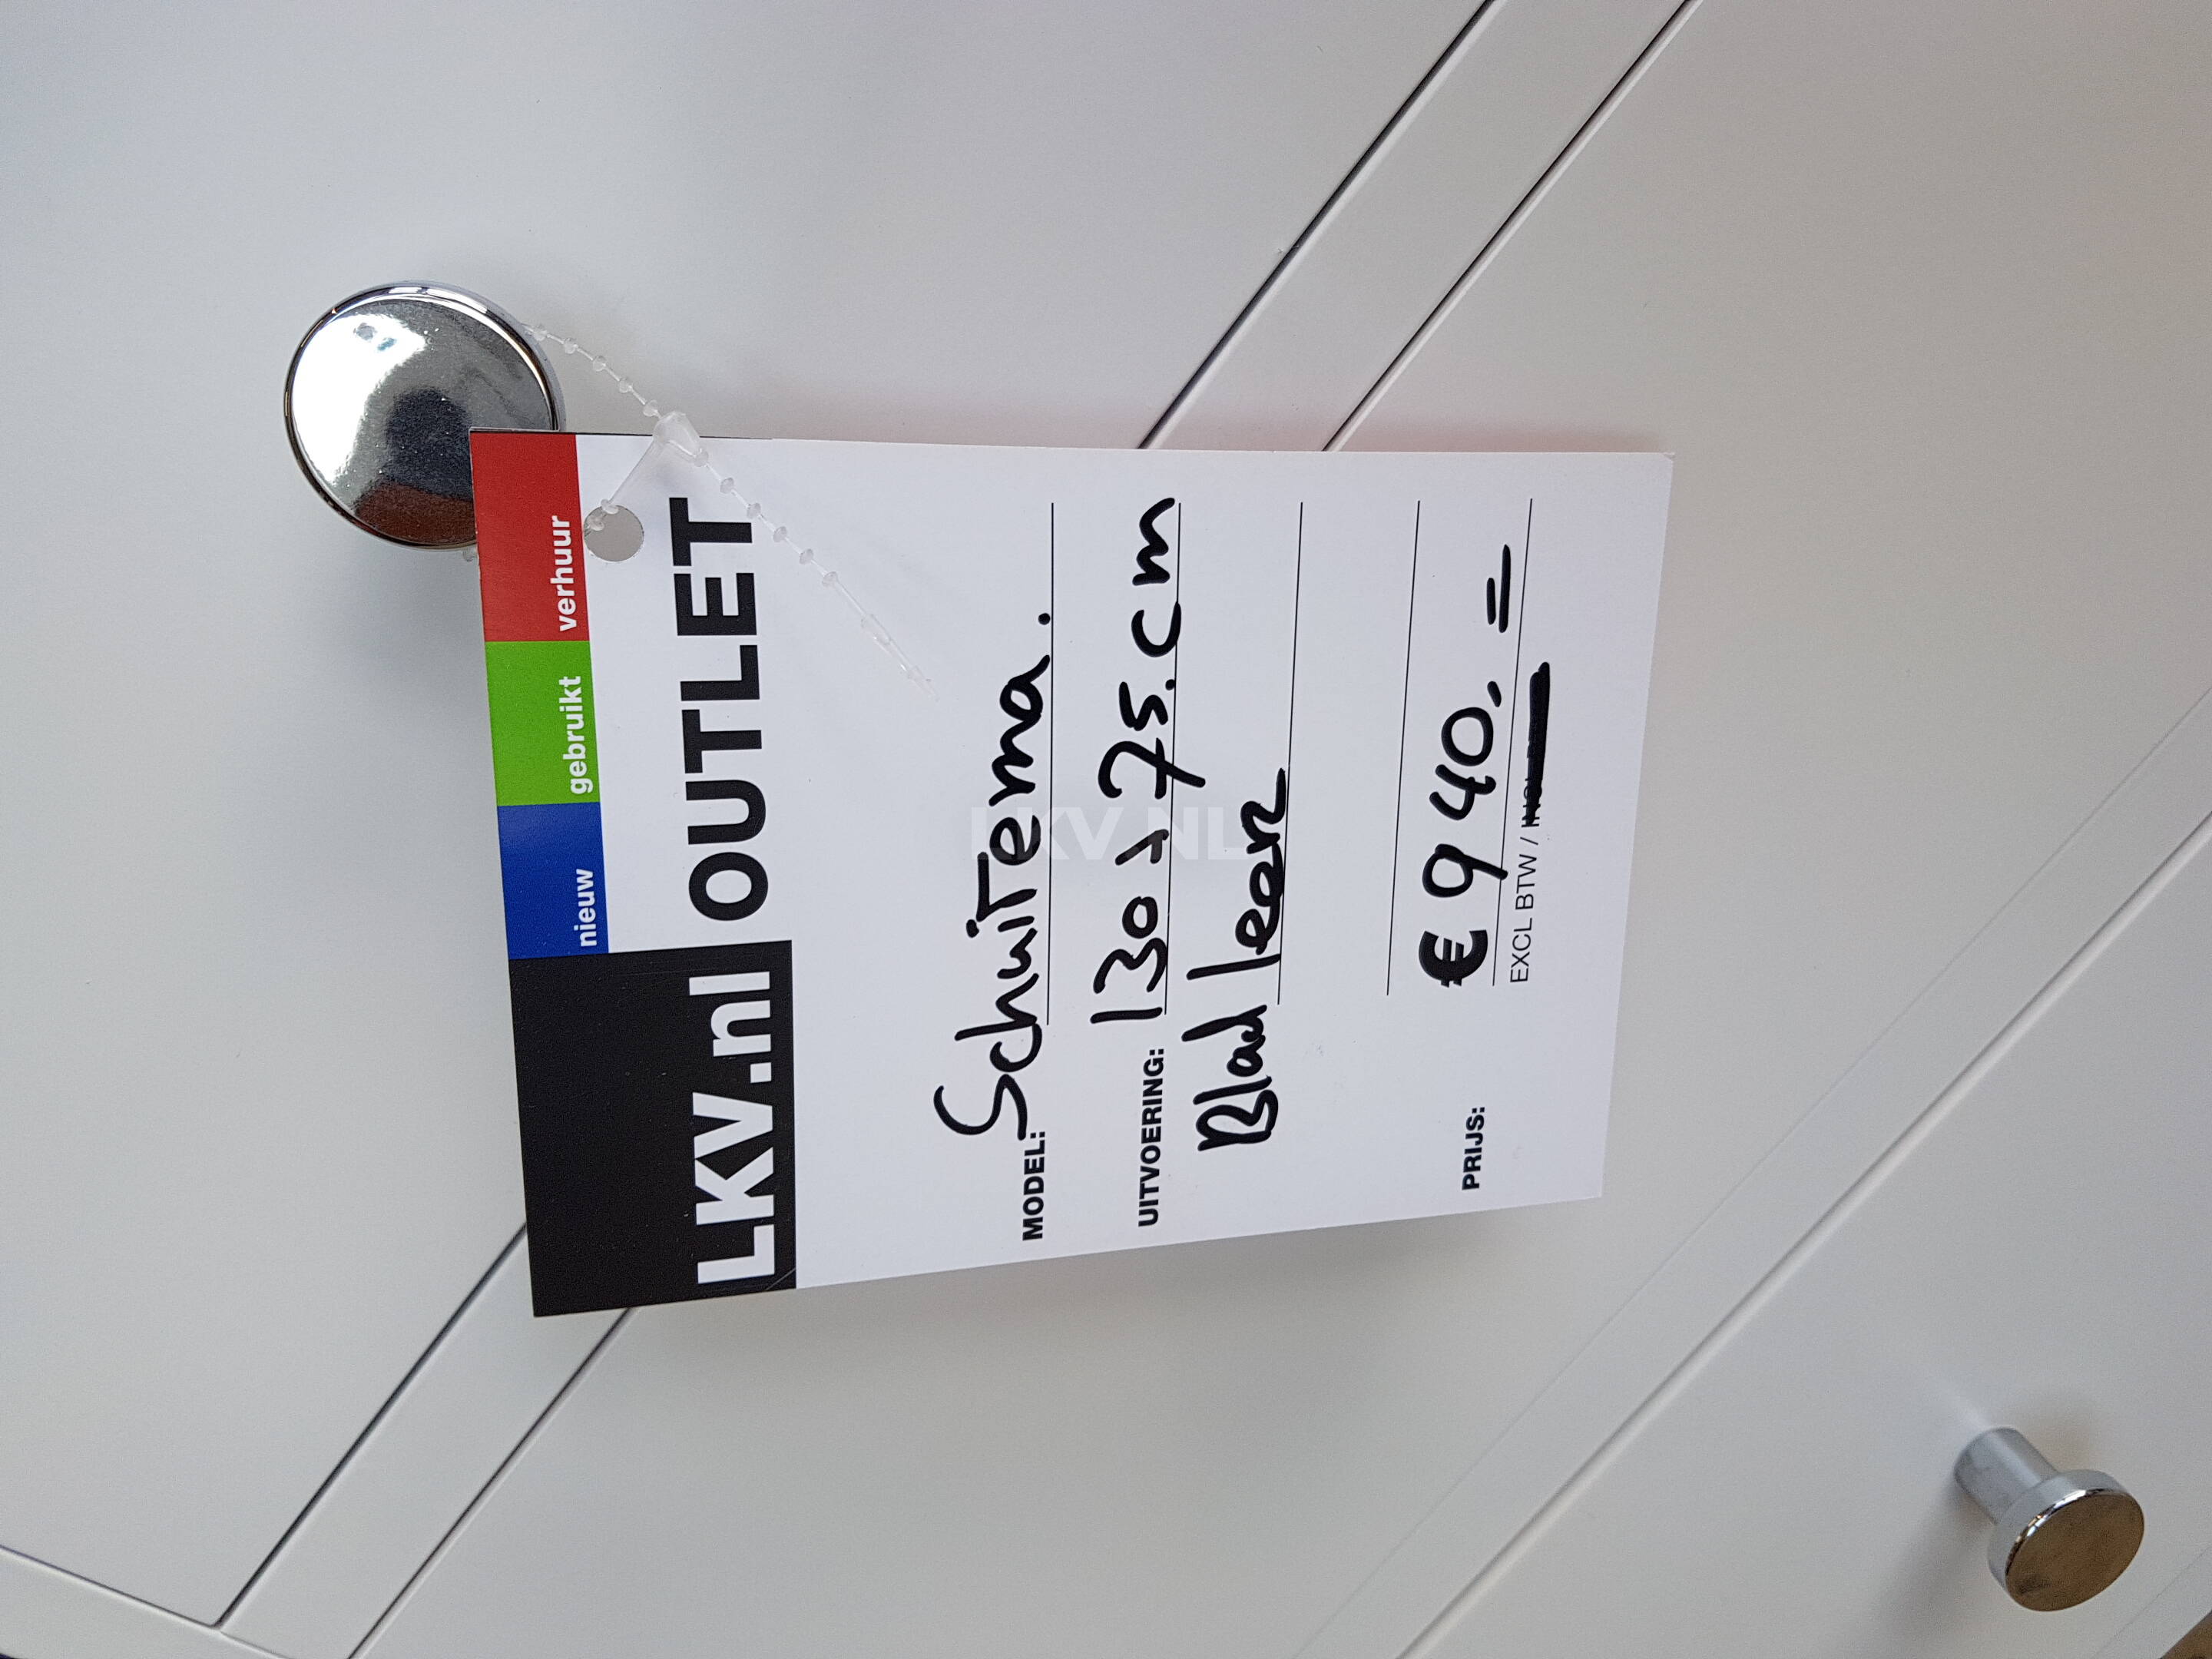 nieuw gebruikt verhuur
LKV.nl OUTLET
MODEL: Schuitema.
UITVOERING: 130 x 75.cm
Blad leer
PRIJS: € 940,=
EXCL BTW /
LKV.NL